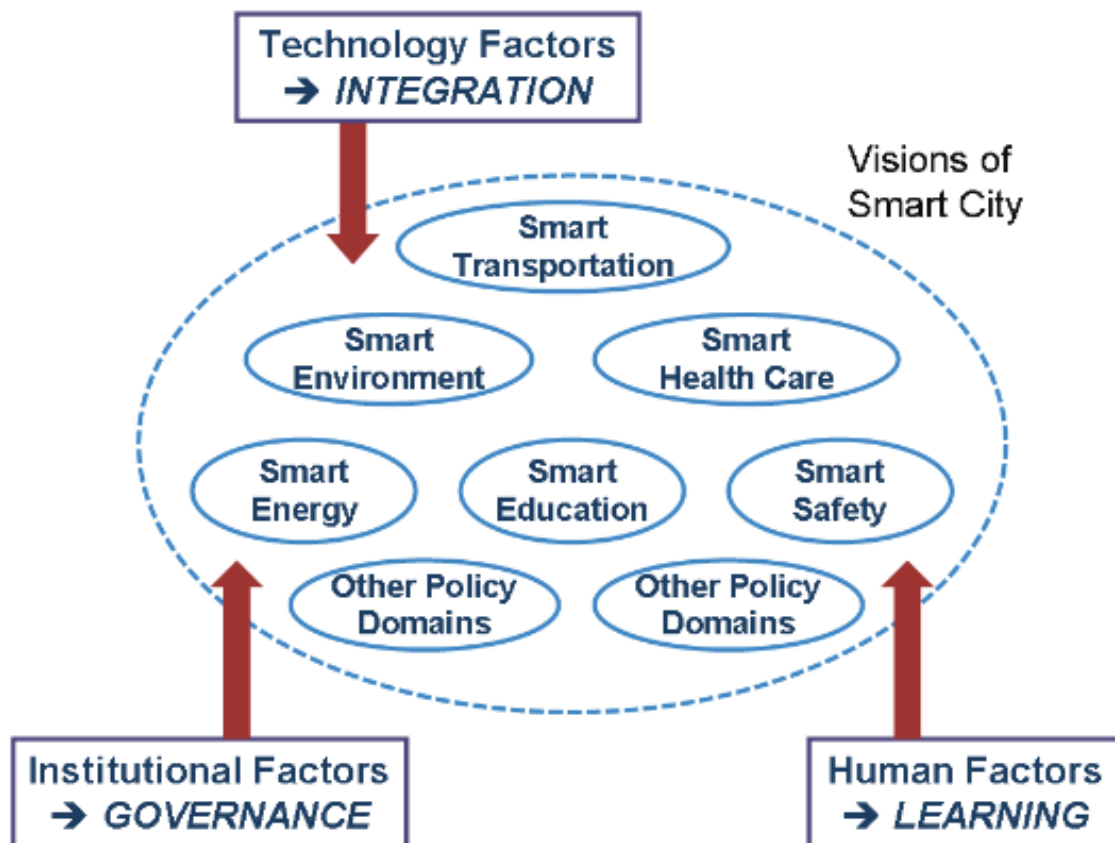 Technology Factors
➔ INTEGRATION
Visions of
Smart City
Smart
Transportation
Smart
Environment
Smart
Health Care
Smart
Energy
Smart
Education
Smart
Safety
Other Policy
Domains
Other Policy
Domains
Institutional Factors
➔ GOVERNANCE
Human Factors
➔ LEARNING